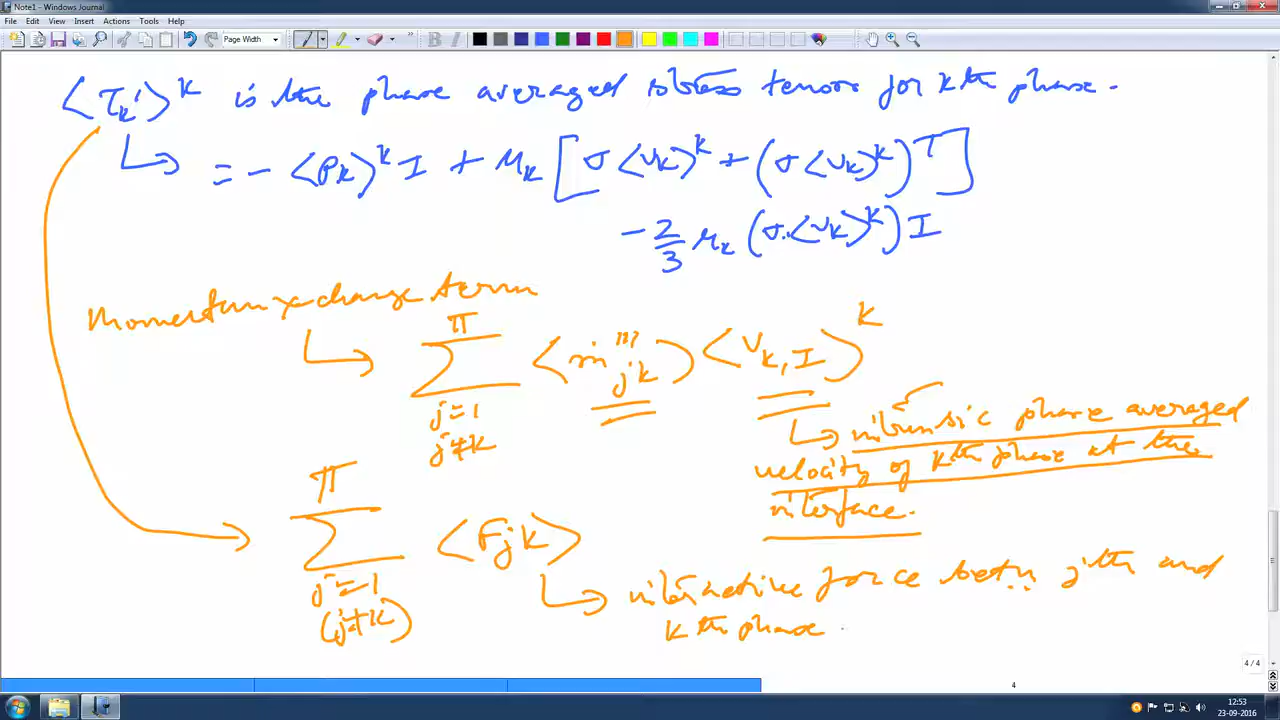 Note1 - Windows Journal
File Edit View Insert Actions Tools Help
Page Width
⟨τk'⟩^k is the phase averaged stress tensor for kth phase.
= - ⟨Pk⟩^k I + μk [σ⟨vk⟩^k + (σ⟨vk⟩^k)^T]
- 2/3 μk (σ.⟨vk⟩^k) I
Momentum exchange term
Σ_{j=1, j≠k}^{π} ⟨ṁ'''jk⟩ ⟨Vk,I⟩^k
intrinsic phase averaged
velocity of kth phase at the
interface.
Σ_{j=1 (j≠k)}^{π} ⟨Fjk⟩
interactive force betn jth and
kth phase.
4/4
4
12:53
23-09-2016